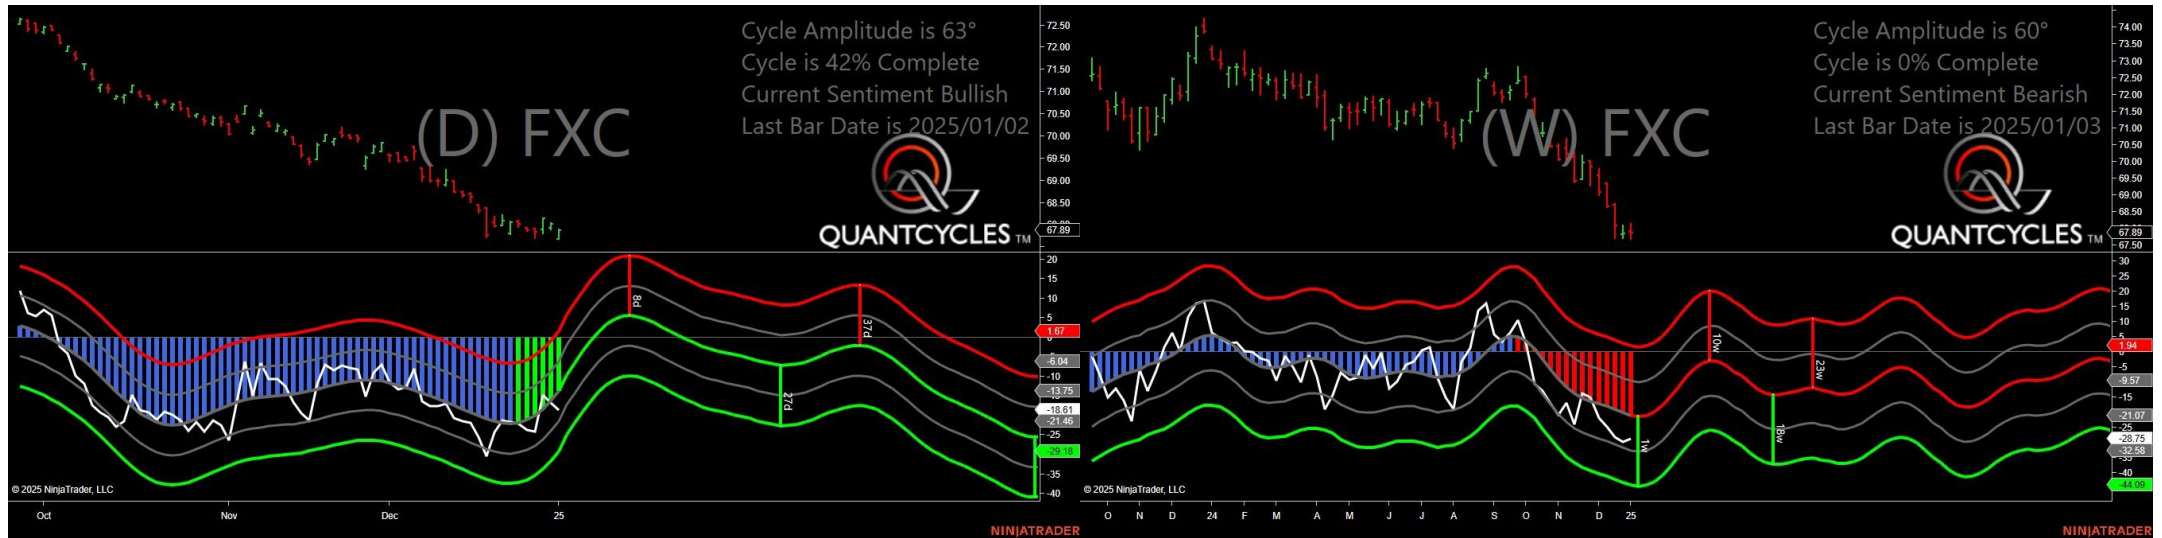 Cycle Amplitude is 63°
Cycle is 42% Complete
Current Sentiment Bullish
Last Bar Date is 2025/01/02
(D) FXC
QUANTCYCLES TM
72.50
72.00
71.50
71.00
70.50
70.00
69.50
69.00
68.50
67.89
20
15
10
5
1.67
-6.04
-10
-13.75
-18.61
-21.46
-25
-29.18
-35
-40
8d
27d
37d
© 2025 NinjaTrader, LLC
Oct
Nov
Dec
25
NINJATRADER
Cycle Amplitude is 60°
Cycle is 0% Complete
Current Sentiment Bearish
Last Bar Date is 2025/01/03
(W) FXC
QUANTCYCLES TM
74.00
73.50
73.00
72.50
72.00
71.50
71.00
70.50
70.00
69.50
69.00
68.50
67.89
67.50
30
25
20
15
10
5
1.94
-5
-9.57
-15
-21.07
-28.75
-32.58
-40
-44.09
1w
10w
18w
23w
© 2025 NinjaTrader, LLC
O N D 24 F M A M J J A S O N D 25
NINJATRADER